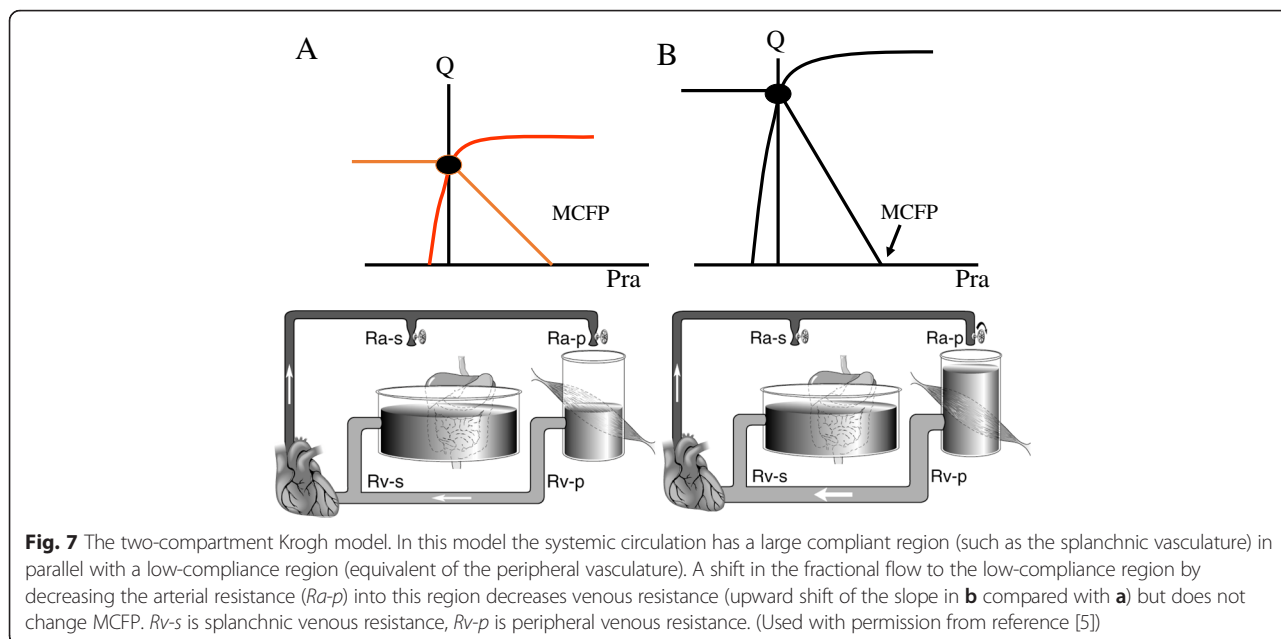 A
Q
MCFP
Pra
B
Q
MCFP
Pra
Ra-s
Ra-p
Rv-s
Rv-p
Ra-s
Ra-p
Rv-s
Rv-p
Fig. 7 The two-compartment Krogh model. In this model the systemic circulation has a large compliant region (such as the splanchnic vasculature) in
parallel with a low-compliance region (equivalent of the peripheral vasculature). A shift in the fractional flow to the low-compliance region by
decreasing the arterial resistance (Ra-p) into this region decreases venous resistance (upward shift of the slope in b compared with a) but does not
change MCFP. Rv-s is splanchnic venous resistance, Rv-p is peripheral venous resistance. (Used with permission from reference [5])